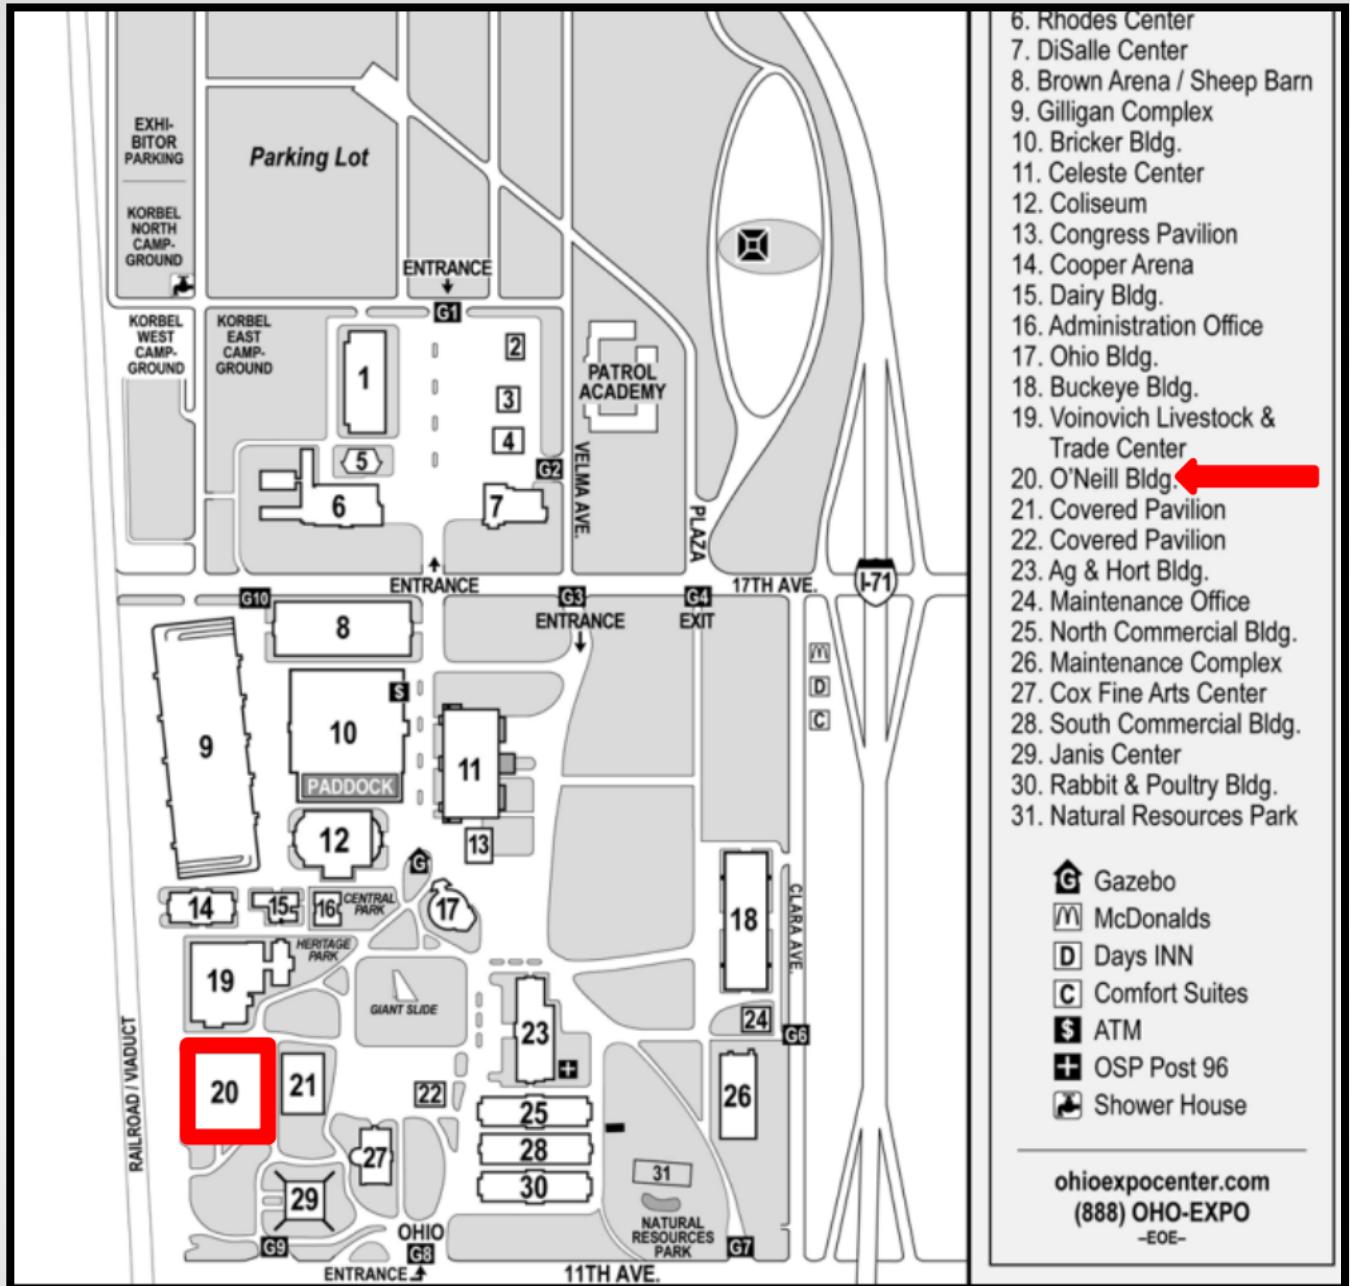 EXHI-
BITOR
PARKING
KORBEL
NORTH
CAMP-
GROUND
Parking Lot
ENTRANCE
G1
KORBEL
WEST
CAMP-
GROUND
KORBEL
EAST
CAMP-
GROUND
1
2
3
4
5
6
7
G2
PATROL
ACADEMY
VELMA AVE.
PLAZA
ENTRANCE
17TH AVE.
I-71
G10
G3
ENTRANCE
G4
EXIT
8
9
10
$
PADDOCK
11
12
13
G
M
D
C
14
15
16
CENTRAL
PARK
17
18
CLARA AVE.
HERITAGE
PARK
19
GIANT SLIDE
23
24
G6
RAILROAD / VIADUCT
20
21
22
25
26
27
28
29
30
31
NATURAL
RESOURCES
PARK
G7
OHIO
G8
G9
ENTRANCE
11TH AVE.
6. Rhodes Center
7. DiSalle Center
8. Brown Arena / Sheep Barn
9. Gilligan Complex
10. Bricker Bldg.
11. Celeste Center
12. Coliseum
13. Congress Pavilion
14. Cooper Arena
15. Dairy Bldg.
16. Administration Office
17. Ohio Bldg.
18. Buckeye Bldg.
19. Voinovich Livestock &
Trade Center
20. O'Neill Bldg.
21. Covered Pavilion
22. Covered Pavilion
23. Ag & Hort Bldg.
24. Maintenance Office
25. North Commercial Bldg.
26. Maintenance Complex
27. Cox Fine Arts Center
28. South Commercial Bldg.
29. Janis Center
30. Rabbit & Poultry Bldg.
31. Natural Resources Park
G Gazebo
M McDonalds
D Days INN
C Comfort Suites
$ ATM
+ OSP Post 96
Shower House
ohioexpocenter.com
(888) OHO-EXPO
–EOE–